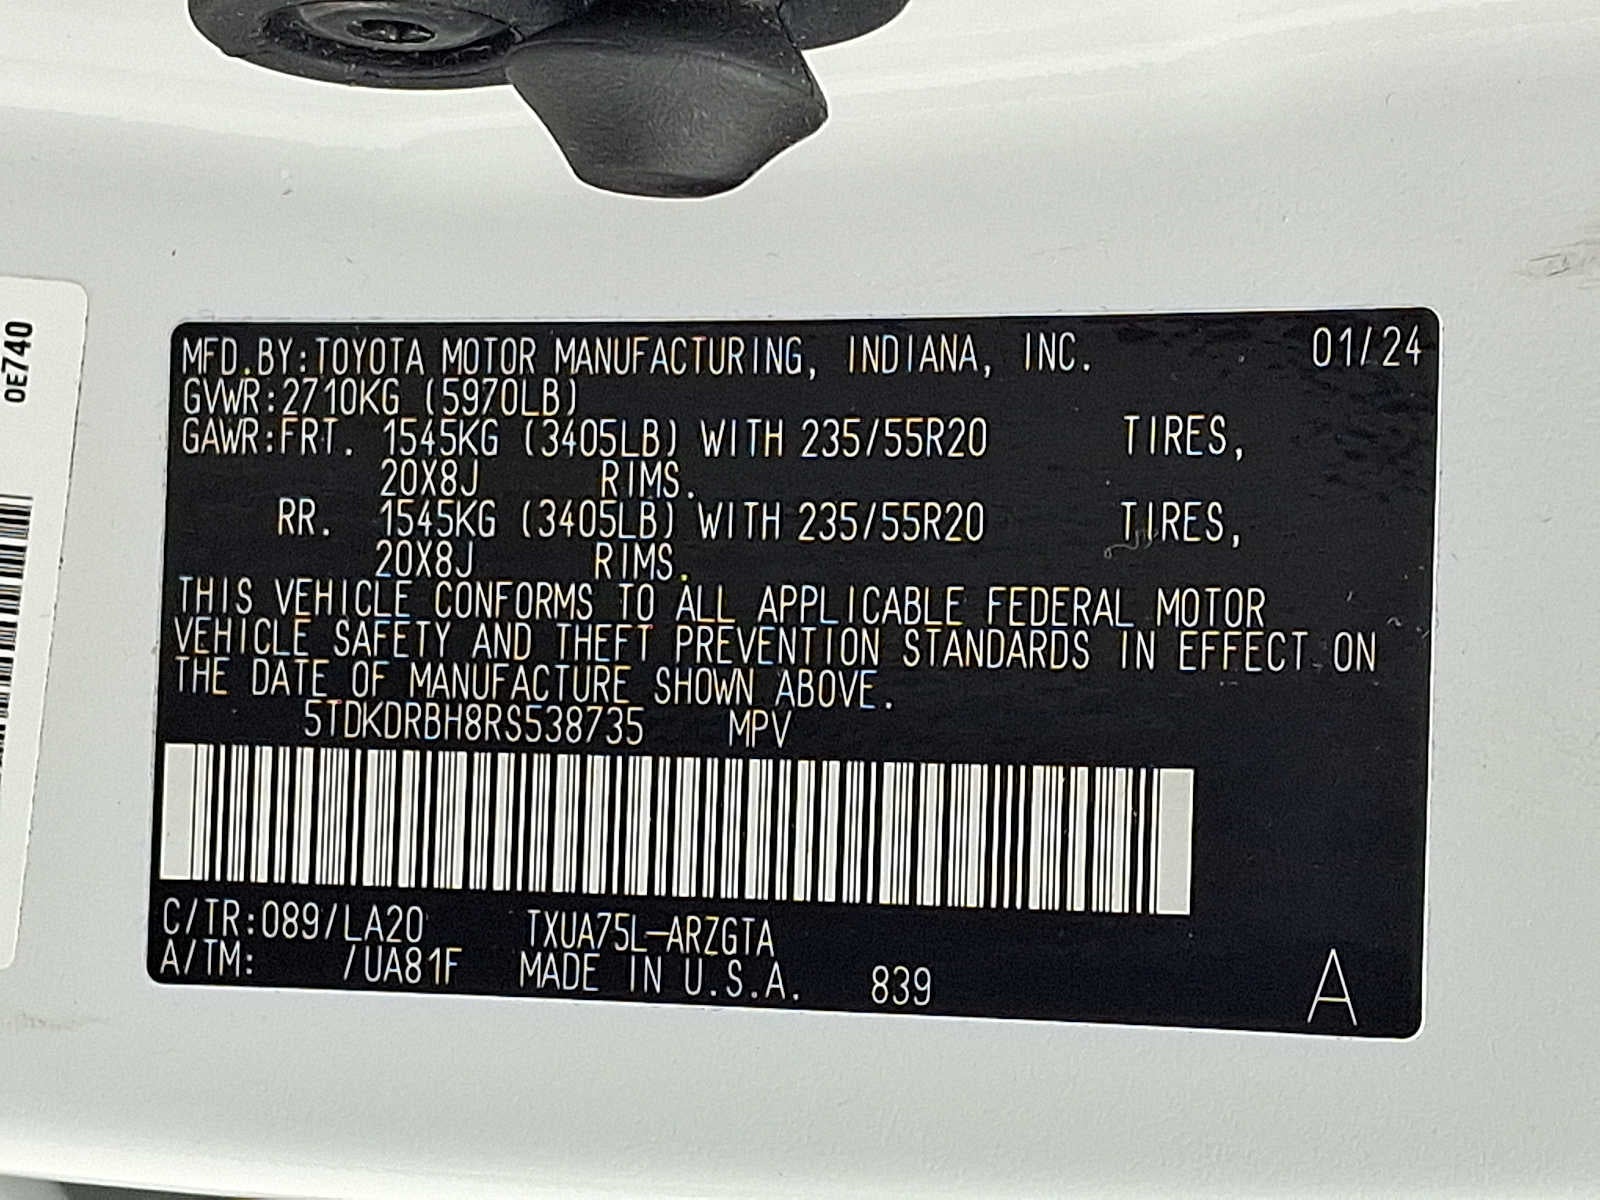 0E740
MFD.BY:TOYOTA MOTOR MANUFACTURING, INDIANA, INC. 01/24
GVWR:2710KG (5970LB)
GAWR:FRT. 1545KG (3405LB) WITH 235/55R20 TIRES,
20X8J RIMS.
RR. 1545KG (3405LB) WITH 235/55R20 TIRES,
20X8J RIMS.
THIS VEHICLE CONFORMS TO ALL APPLICABLE FEDERAL MOTOR
VEHICLE SAFETY AND THEFT PREVENTION STANDARDS IN EFFECT ON
THE DATE OF MANUFACTURE SHOWN ABOVE.
5TDKDRBH8RS538735 MPV
C/TR:089/LA20 TXUA75L-ARZGTA
A/TM: /UA81F MADE IN U.S.A. 839 A